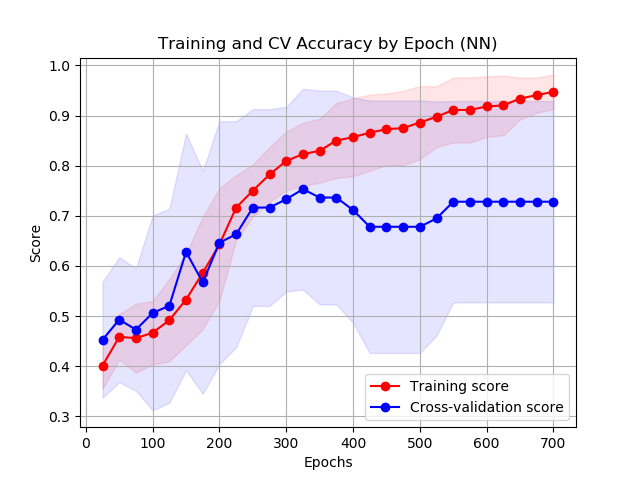 Training and CV Accuracy by Epoch (NN)
1.0
0.9
0.8
0.7
0.6
0.5
0.4
0.3
Score
0 100 200 300 400 500 600 700
Epochs
Training score
Cross-validation score